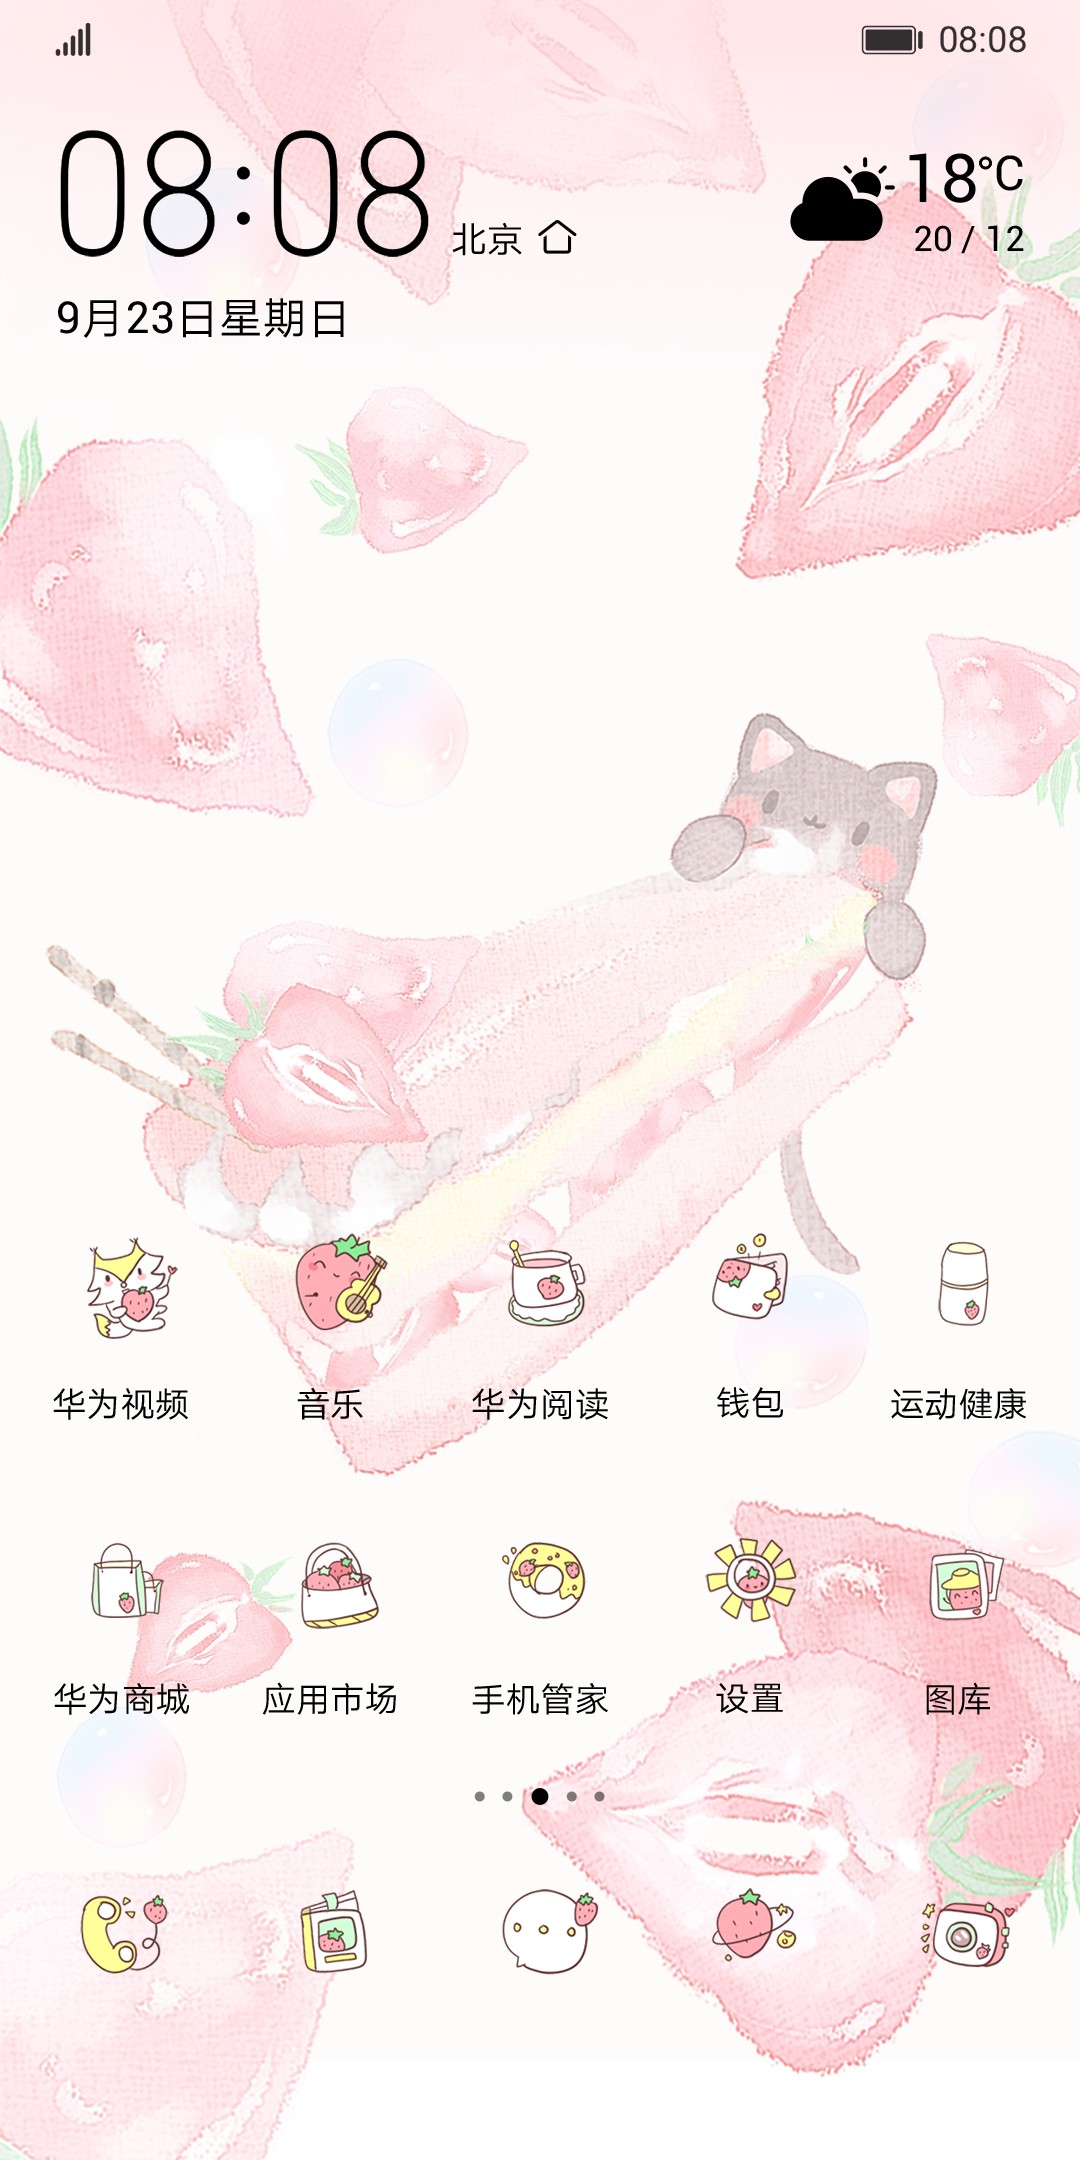 08:08
08:08
北京
18°C
20 / 12
9月23日星期日
华为视频 音乐 华为阅读 钱包 运动健康
华为商城 应用市场 手机管家 设置 图库